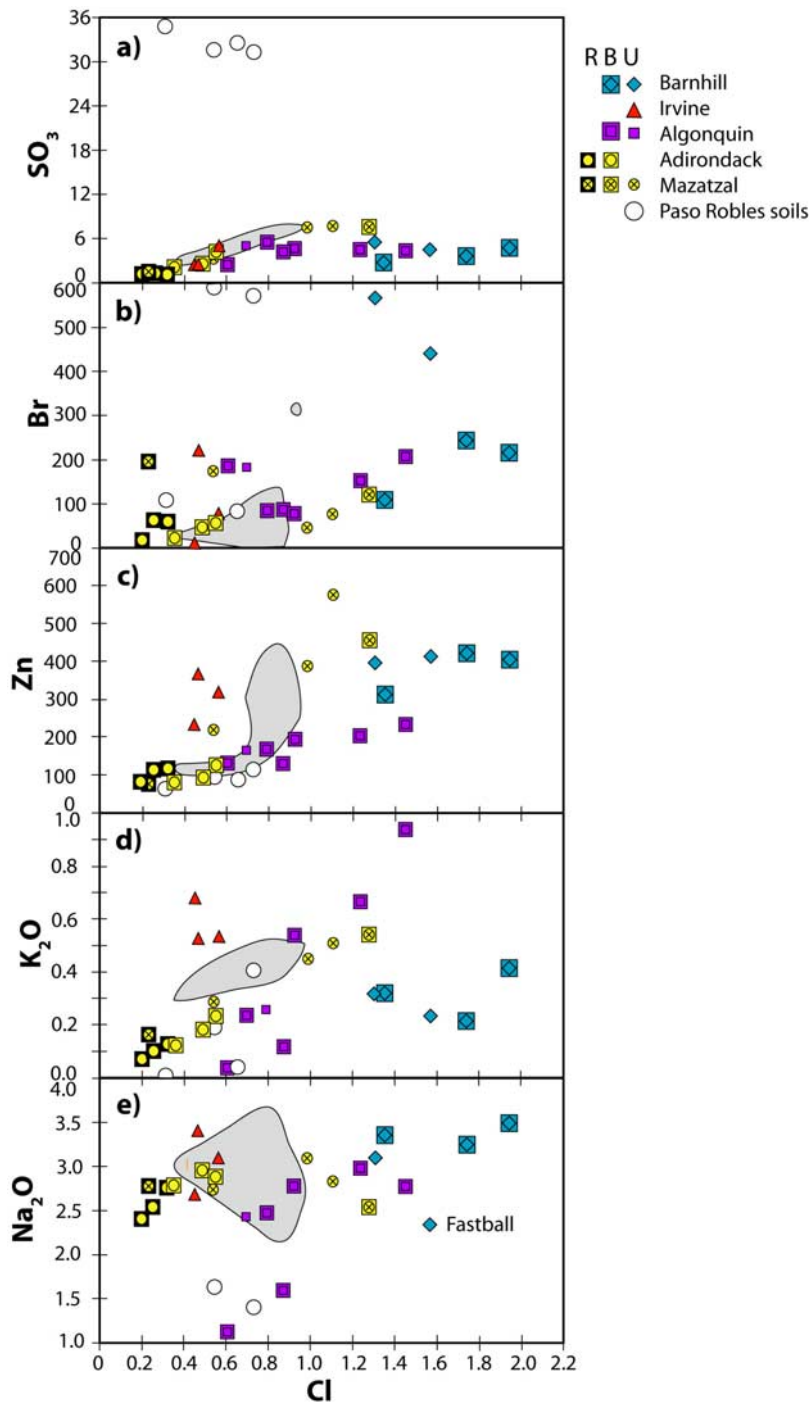 a)
SO3
36
30
24
18
12
6
0
R B U
Barnhill
Irvine
Algonquin
Adirondack
Mazatzal
Paso Robles soils
b)
Br
600
500
400
300
200
100
0
c)
Zn
700
600
500
400
300
200
100
0
d)
K2O
1.0
0.8
0.6
0.4
0.2
0.0
e)
Na2O
4.0
3.5
3.0
2.5
2.0
1.5
1.0
Fastball
0 0.2 0.4 0.6 0.8 1.0 1.2 1.4 1.6 1.8 2.0 2.2
Cl